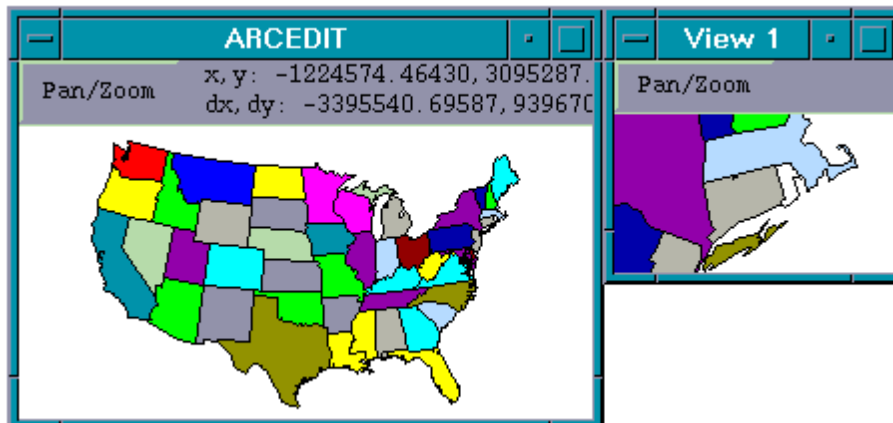 ARCEDIT
Pan/Zoom
x, y: -1224574.46430, 3095287.
dx, dy: -3395540.69587, 939670
View 1
Pan/Zoom